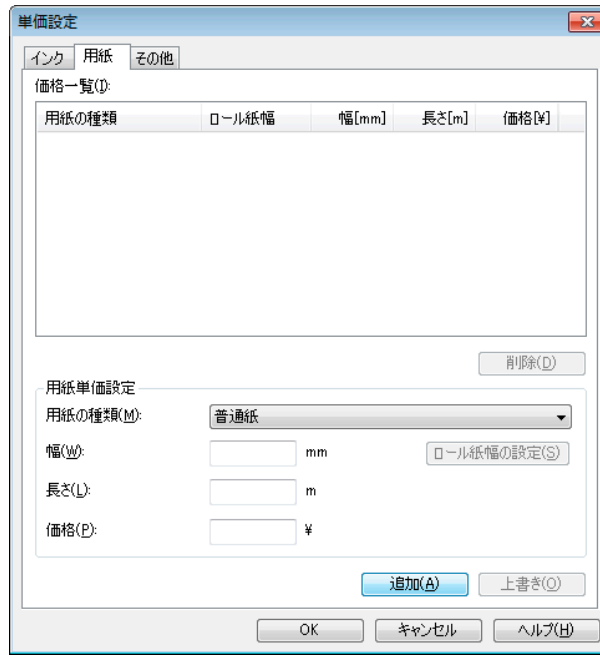 単価設定
インク 用紙 その他
価格一覧(I):
用紙の種類 ロール紙幅 幅[mm] 長さ[m] 価格[¥]
削除(D)
用紙単価設定
用紙の種類(M): 普通紙
幅(W): mm ロール紙幅の設定(S)
長さ(L): m
価格(P): ¥
追加(A) 上書き(O)
OK キャンセル ヘルプ(H)